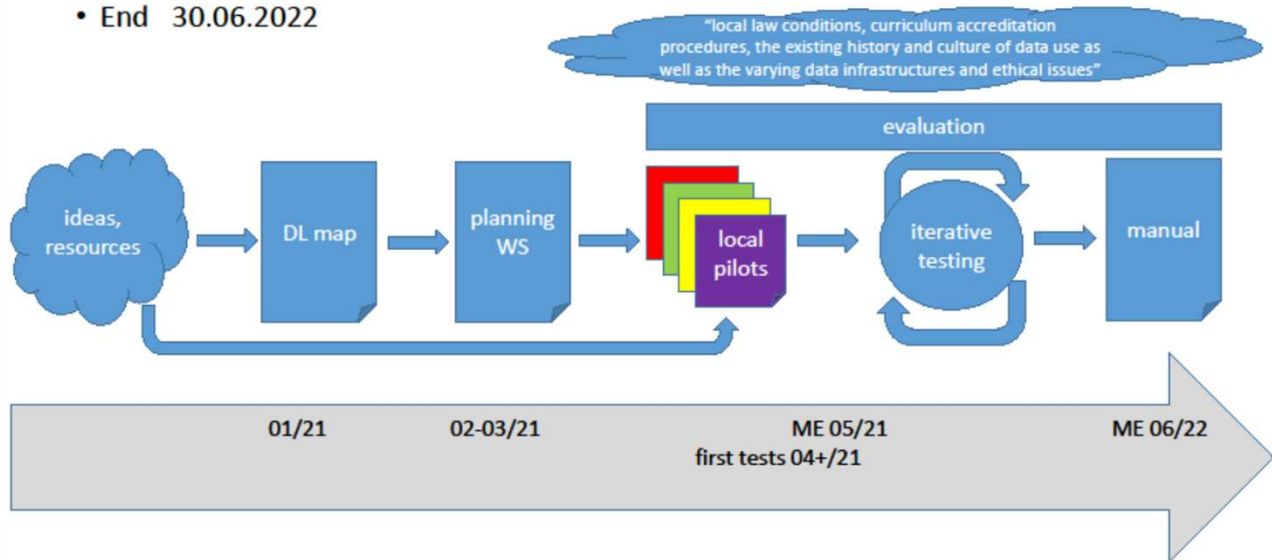 • End 30.06.2022
"local law conditions, curriculum accreditation
procedures, the existing history and culture of data use as
well as the varying data infrastructures and ethical issues"
evaluation
ideas,
resources
DL map
planning
WS
local
pilots
iterative
testing
manual
01/21
02-03/21
ME 05/21
first tests 04+/21
ME 06/22